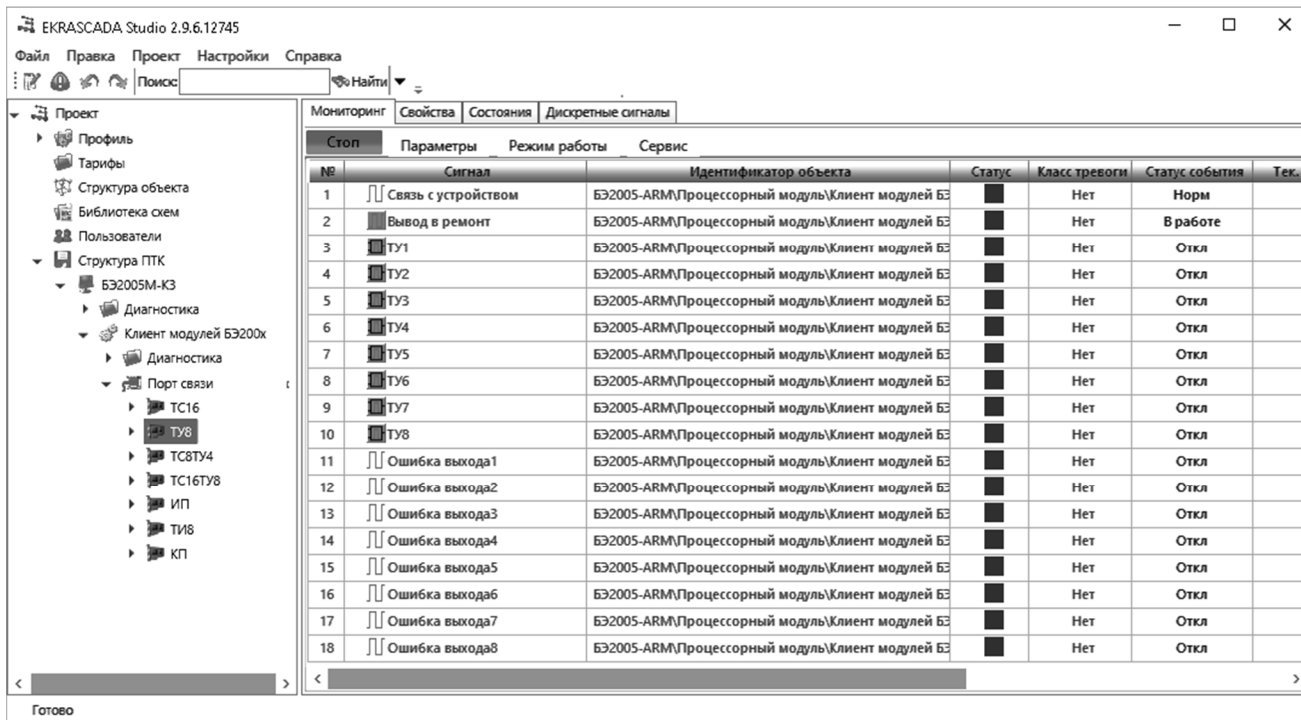 EKRASCADA Studio 2.9.6.12745
Файл Правка Проект Настройки Справка
Поиск: Найти
Проект
Профиль
Тарифы
Структура объекта
Библиотека схем
Пользователи
Структура ПТК
БЭ2005М-К3
Диагностика
Клиент модулей БЭ200x
Диагностика
Порт связи
ТС16
ТУ8
ТС8ТУ4
ТС16ТУ8
ИП
ТИ8
КП
Мониторинг Свойства Состояния Дискретные сигналы
Стоп Параметры Режим работы Сервис
№ Сигнал Идентификатор объекта Статус Класс тревоги Статус события Тек.
1 Связь с устройством БЭ2005-ARM\Процессорный модуль\Клиент модулей БЭ Нет Норм
2 Вывод в ремонт БЭ2005-ARM\Процессорный модуль\Клиент модулей БЭ Нет В работе
3 ТУ1 БЭ2005-ARM\Процессорный модуль\Клиент модулей БЭ Нет Откл
4 ТУ2 БЭ2005-ARM\Процессорный модуль\Клиент модулей БЭ Нет Откл
5 ТУ3 БЭ2005-ARM\Процессорный модуль\Клиент модулей БЭ Нет Откл
6 ТУ4 БЭ2005-ARM\Процессорный модуль\Клиент модулей БЭ Нет Откл
7 ТУ5 БЭ2005-ARM\Процессорный модуль\Клиент модулей БЭ Нет Откл
8 ТУ6 БЭ2005-ARM\Процессорный модуль\Клиент модулей БЭ Нет Откл
9 ТУ7 БЭ2005-ARM\Процессорный модуль\Клиент модулей БЭ Нет Откл
10 ТУ8 БЭ2005-ARM\Процессорный модуль\Клиент модулей БЭ Нет Откл
11 Ошибка выхода1 БЭ2005-ARM\Процессорный модуль\Клиент модулей БЭ Нет Откл
12 Ошибка выхода2 БЭ2005-ARM\Процессорный модуль\Клиент модулей БЭ Нет Откл
13 Ошибка выхода3 БЭ2005-ARM\Процессорный модуль\Клиент модулей БЭ Нет Откл
14 Ошибка выхода4 БЭ2005-ARM\Процессорный модуль\Клиент модулей БЭ Нет Откл
15 Ошибка выхода5 БЭ2005-ARM\Процессорный модуль\Клиент модулей БЭ Нет Откл
16 Ошибка выхода6 БЭ2005-ARM\Процессорный модуль\Клиент модулей БЭ Нет Откл
17 Ошибка выхода7 БЭ2005-ARM\Процессорный модуль\Клиент модулей БЭ Нет Откл
18 Ошибка выхода8 БЭ2005-ARM\Процессорный модуль\Клиент модулей БЭ Нет Откл
Готово